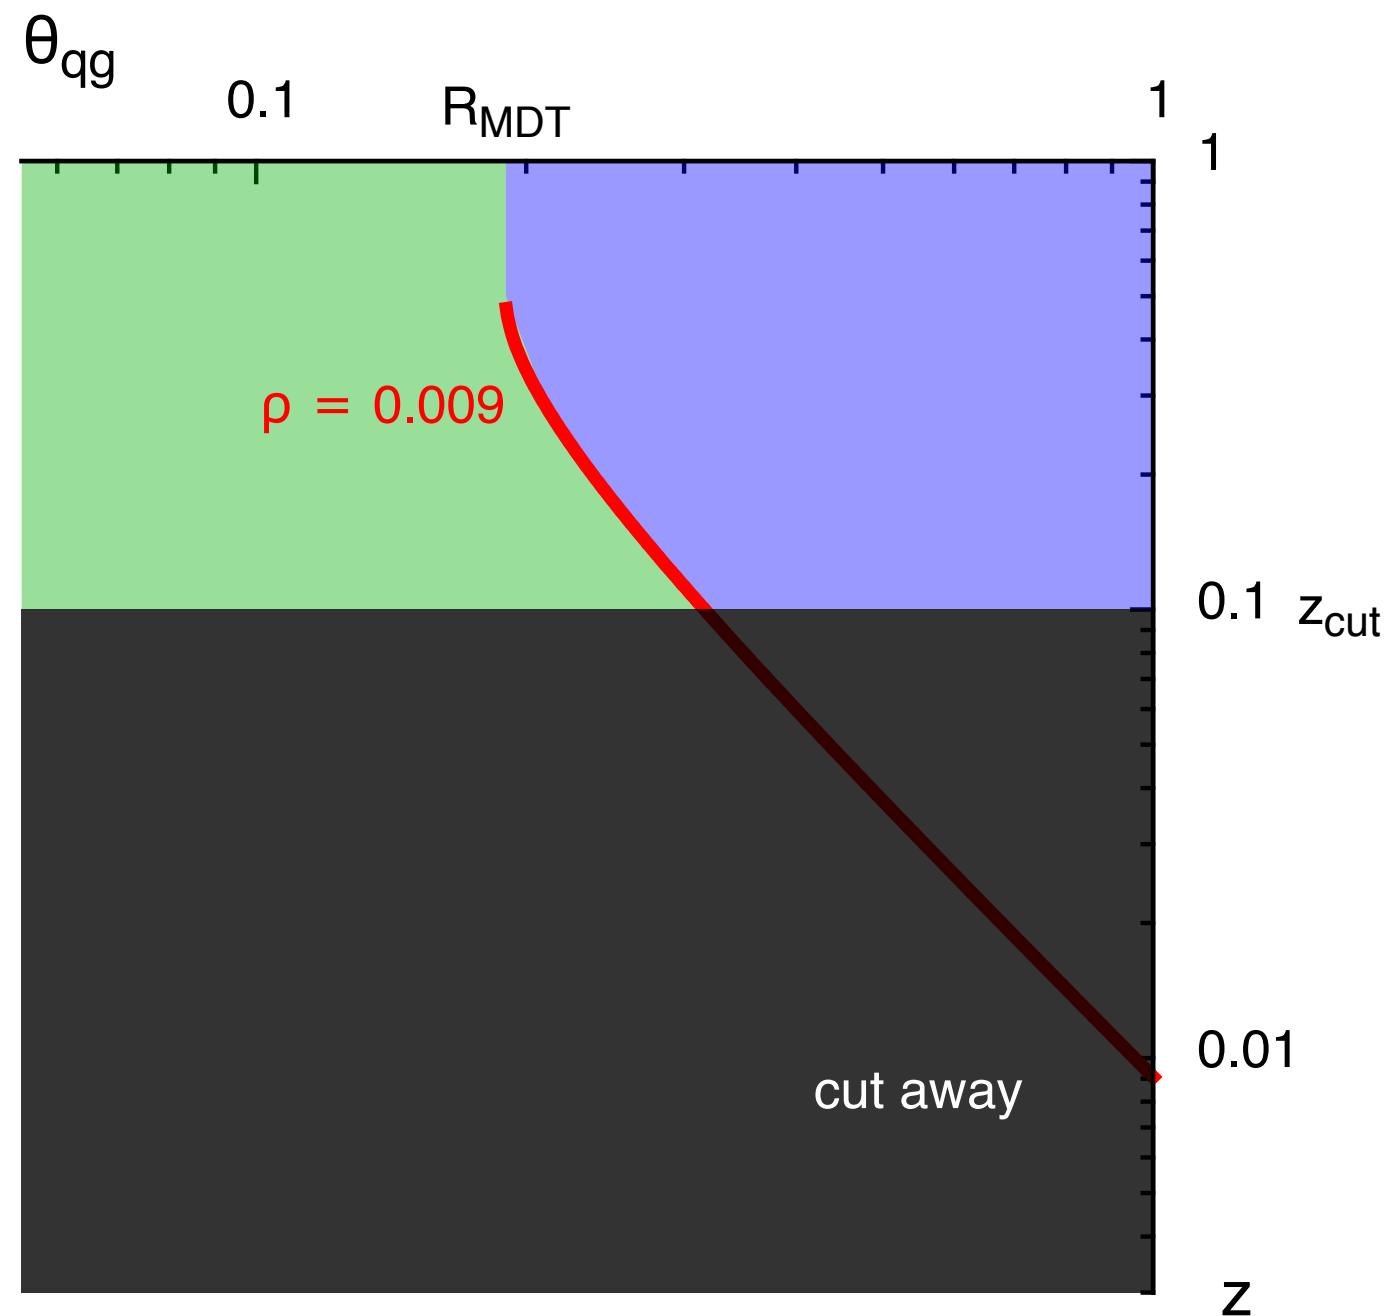 θqg
0.1 RMDT 1
1
ρ = 0.009
0.1 zcut
0.01
cut away
z